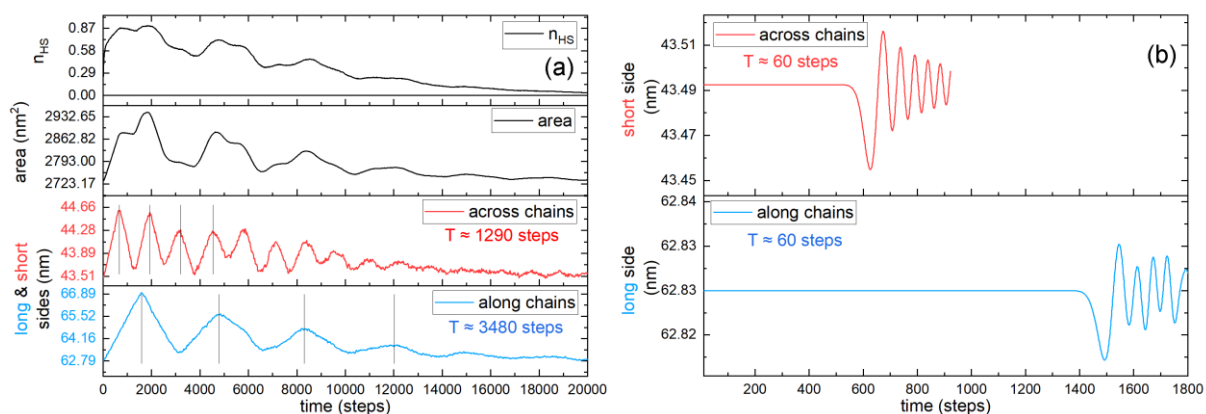 0.87
0.58
0.29
0.00
n_HS
n_HS
(a)
2932.65
2862.82
2793.00
2723.17
area (nm²)
area
44.66
44.28
43.89
43.51
across chains
T ≈ 1290 steps
66.89
65.52
64.16
62.79
long & short
sides (nm)
along chains
T ≈ 3480 steps
0 2000 4000 6000 8000 10000 12000 14000 16000 18000 20000
time (steps)
43.51
43.49
43.47
43.45
short side
(nm)
across chains
T ≈ 60 steps
(b)
62.84
62.83
62.83
62.82
long side
(nm)
along chains
T ≈ 60 steps
200 400 600 800 1000 1200 1400 1600 1800
time (steps)